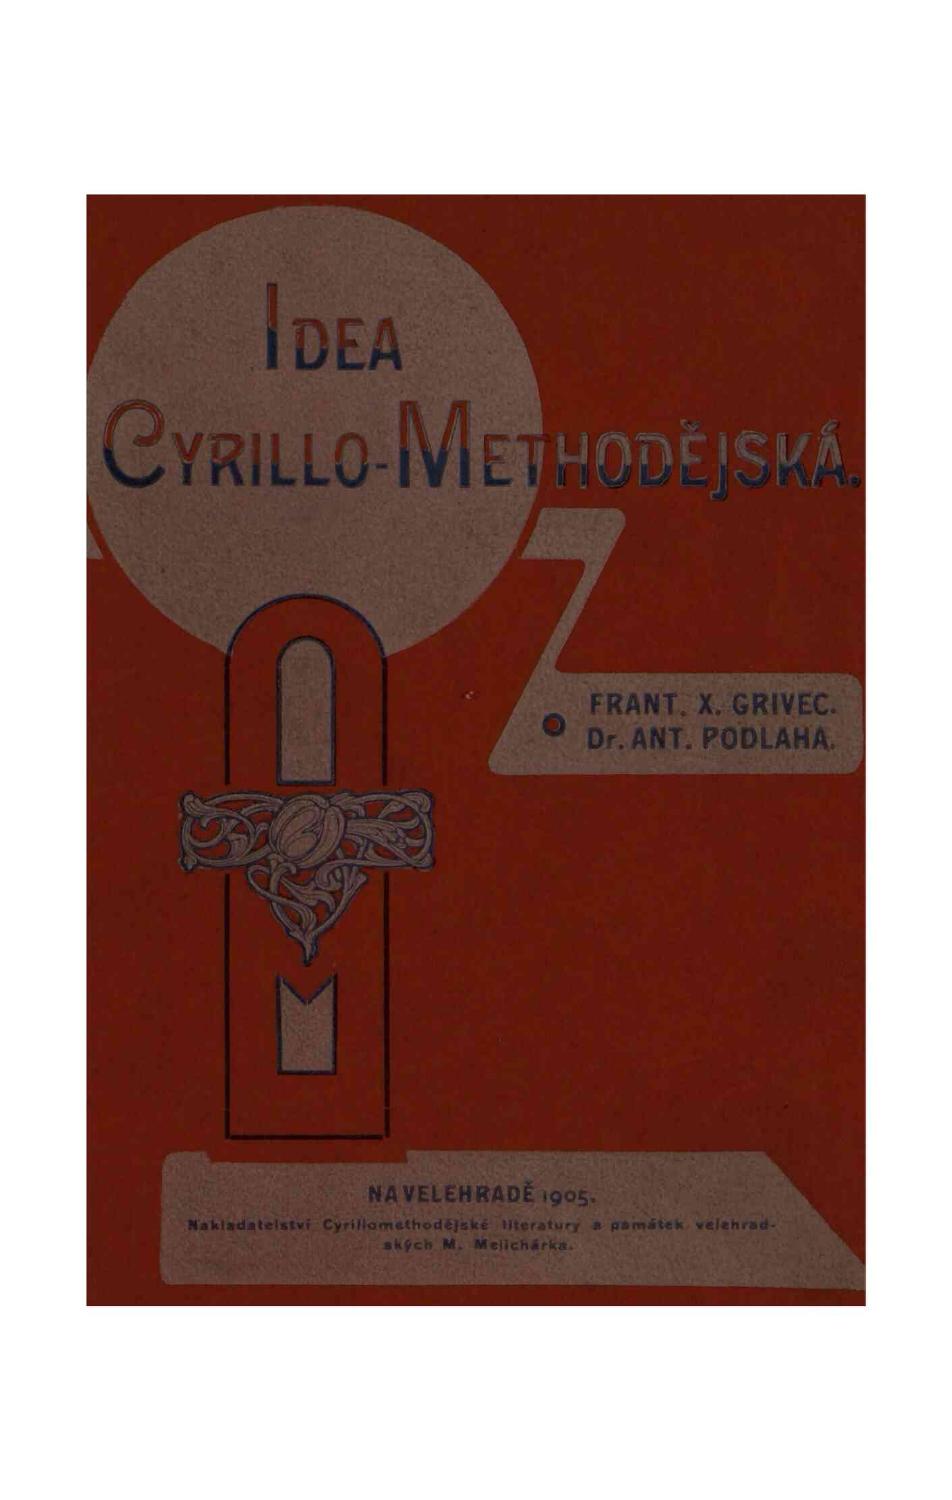 IDEA
CYRILLO-METHODĚJSKÁ.
FRANT. X. GRIVEC.
Dr. ANT. PODLAHA.
NA VELEHRADĚ 1905.
Nakladatelství Cyrillomethodějské literatury a památek velehrad-
ských M. Melichárka.